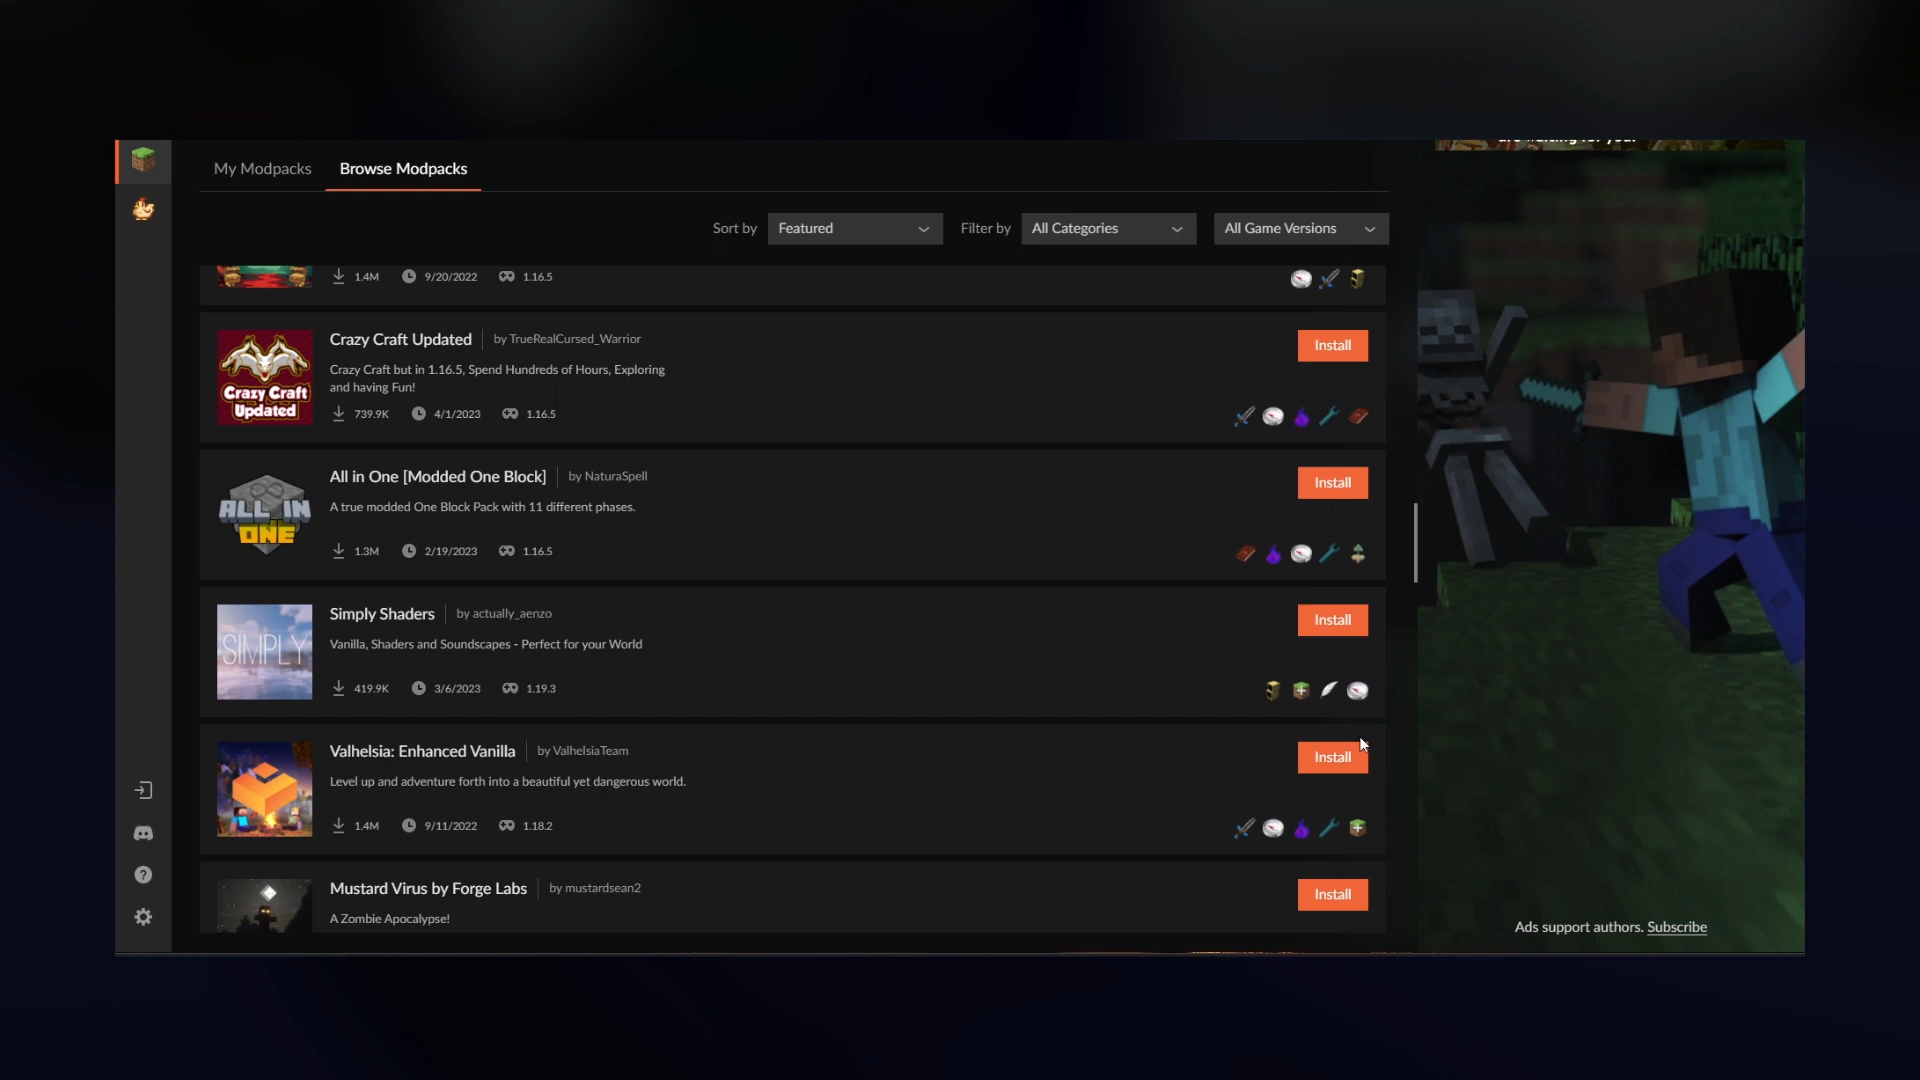 are waiting for you!
My Modpacks
Browse Modpacks
Sort by
Featured
Filter by
All Categories
All Game Versions
1.4M
9/20/2022
1.16.5
Crazy Craft Updated
by TrueRealCursed_Warrior
Install
Crazy Craft but in 1.16.5, Spend Hundreds of Hours, Exploring
and having Fun!
Crazy Craft
Updated
739.9K
4/1/2023
1.16.5
All in One [Modded One Block]
by NaturaSpell
Install
A true modded One Block Pack with 11 different phases.
ALL IN
ONE
1.3M
2/19/2023
1.16.5
Simply Shaders
by actually_aenzo
Install
Vanilla, Shaders and Soundscapes - Perfect for your World
SIMPLY
419.9K
3/6/2023
1.19.3
Valhelsia: Enhanced Vanilla
by ValhelsiaTeam
Install
Level up and adventure forth into a beautiful yet dangerous world.
1.4M
9/11/2022
1.18.2
Mustard Virus by Forge Labs
by mustardsean2
Install
A Zombie Apocalypse!
Ads support authors. Subscribe